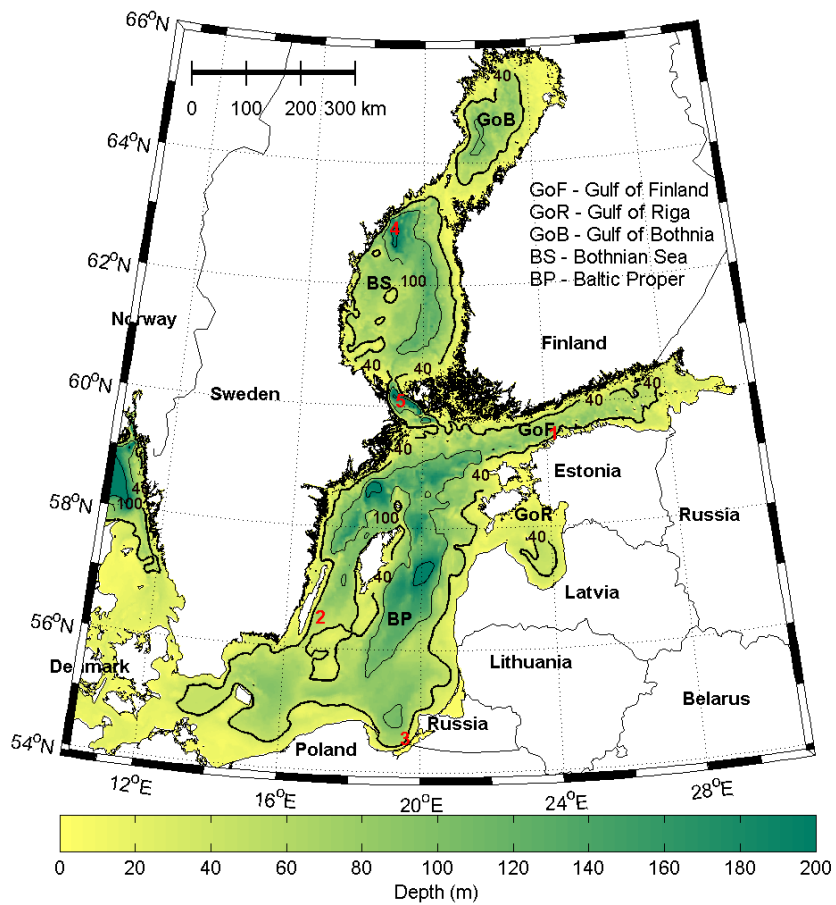 66°N
40
0 100 200 300 km
GoB
64°N
GoF - Gulf of Finland
GoR - Gulf of Riga
GoB - Gulf of Bothnia
BS - Bothnian Sea
BP - Baltic Proper
4
62°N
BS
100
Norway
Finland
40
40
40
40
60°N
Sweden
5
GoF
1
40
40
Estonia
58°N
40
100
100
GoR
Russia
40
40
Latvia
56°N
2
BP
Denmark
Lithuania
Belarus
Russia
54°N
Poland
3
12°E
16°E
20°E
24°E
28°E
0 20 40 60 80 100 120 140 160 180 200
Depth (m)